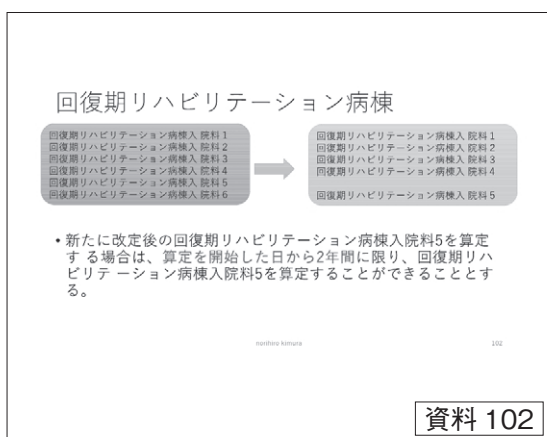 回復期リハビリテーション病棟
回復期リハビリテーション病棟入 院料 1
回復期リハビリテーション病棟入 院料 2
回復期リハビリテーション病棟入 院料 3
回復期リハビリテーション病棟入 院料 4
回復期リハビリテーション病棟入 院料 5
回復期リハビリテーション病棟入 院料 6
回復期リハビリテーション病棟入 院料 1
回復期リハビリテーション病棟入 院料 2
回復期リハビリテーション病棟入 院料 3
回復期リハビリテーション病棟入 院料 4
回復期リハビリテーション病棟入 院料 5
• 新たに改定後の回復期リハビリテーション病棟入院料5を算定
す る場合は、算定を開始した日から2年間に限り、回復期リハ
ビリテ ーション病棟入院料5を算定することができることとす
る。
norihiro kimura
102
資料 102